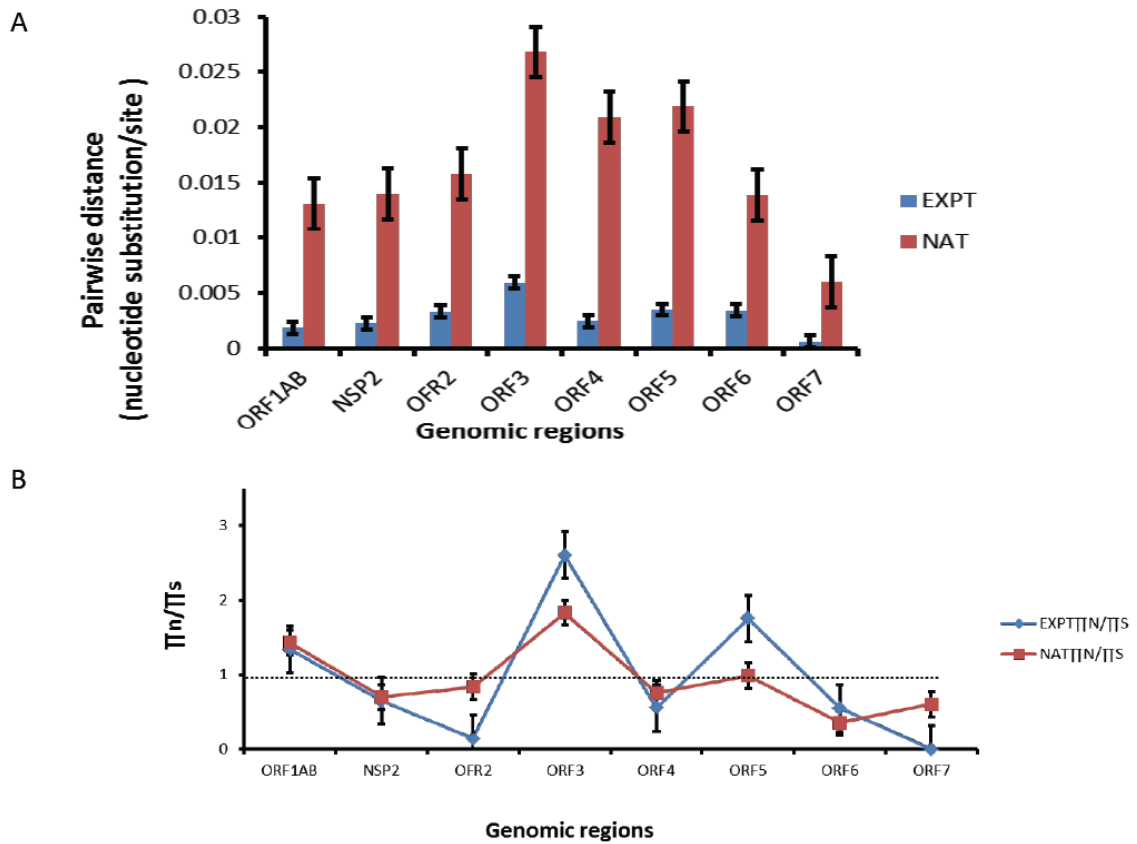 A
Pairwise distance
(nucleotide substitution/site)
0.03
0.025
0.02
0.015
0.01
0.005
0
ORF1AB
NSP2
OFR2
ORF3
ORF4
ORF5
ORF6
ORF7
Genomic regions
EXPT
NAT
B
∏n/∏s
3
2
1
0
ORF1AB
NSP2
OFR2
ORF3
ORF4
ORF5
ORF6
ORF7
Genomic regions
EXPT∏N/∏S
NAT∏N/∏S